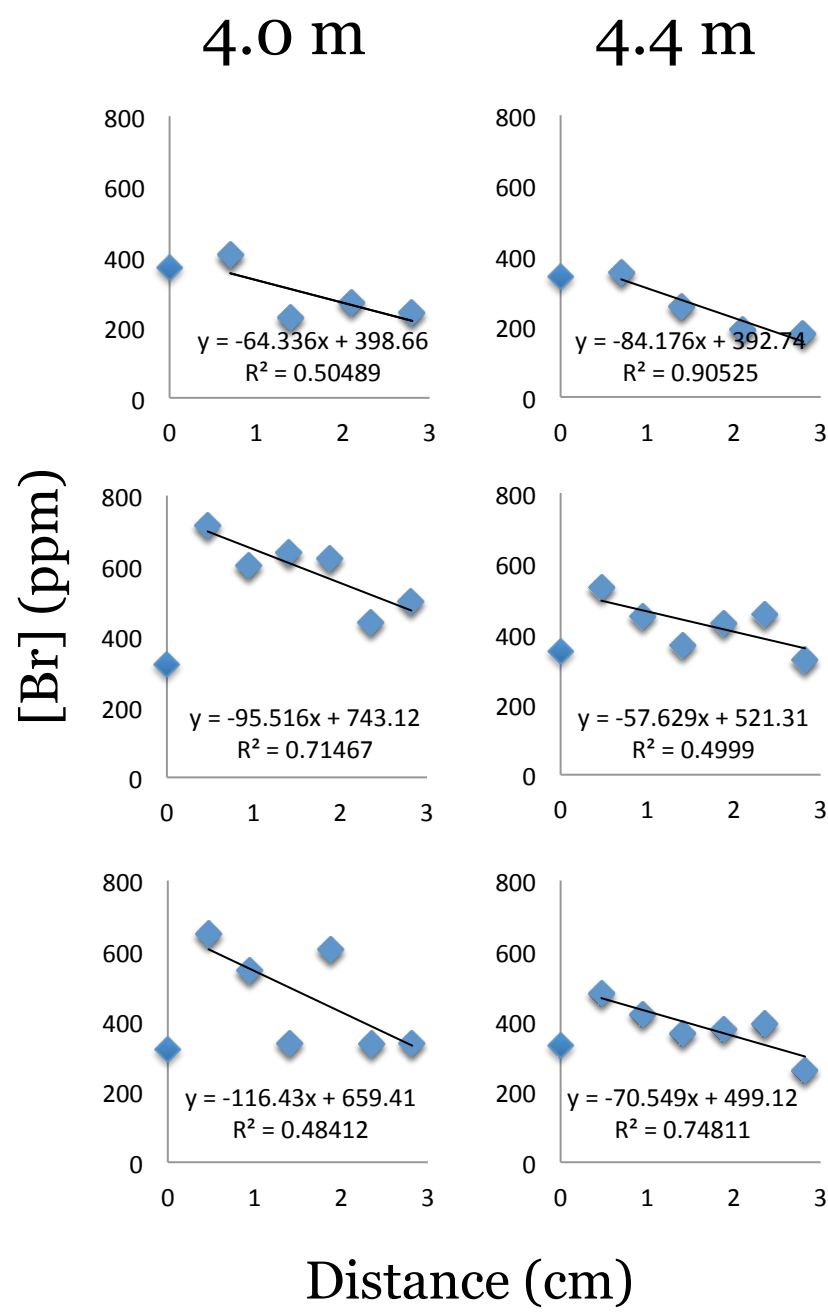 4.0 m
4.4 m
800
600
400
200
0
0 1 2 3
y = -64.336x + 398.66
R² = 0.50489
800
600
400
200
0
0 1 2 3
y = -84.176x + 392.74
R² = 0.90525
[Br] (ppm)
800
600
400
200
0
0 1 2 3
y = -95.516x + 743.12
R² = 0.71467
800
600
400
200
0
0 1 2 3
y = -57.629x + 521.31
R² = 0.4999
800
600
400
200
0
0 1 2 3
y = -116.43x + 659.41
R² = 0.48412
800
600
400
200
0
0 1 2 3
y = -70.549x + 499.12
R² = 0.74811
Distance (cm)